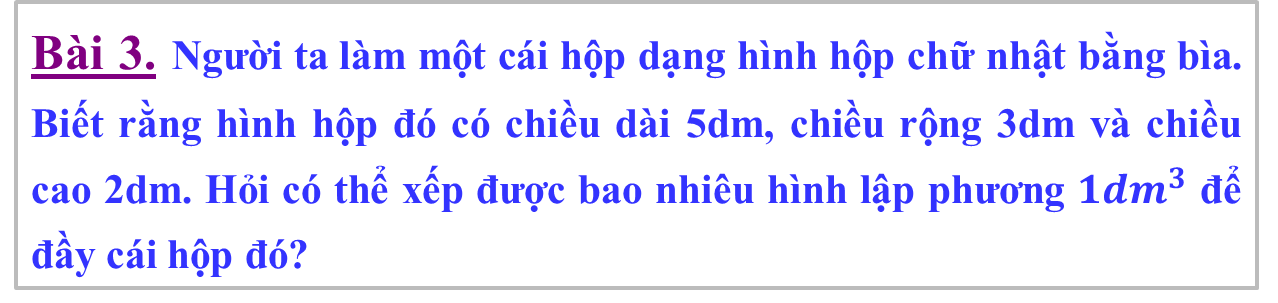 Bài 3. Người ta làm một cái hộp dạng hình hộp chữ nhật bằng bìa.
Biết rằng hình hộp đó có chiều dài 5dm, chiều rộng 3dm và chiều
cao 2dm. Hỏi có thể xếp được bao nhiêu hình lập phương 1dm³ để
đầy cái hộp đó?